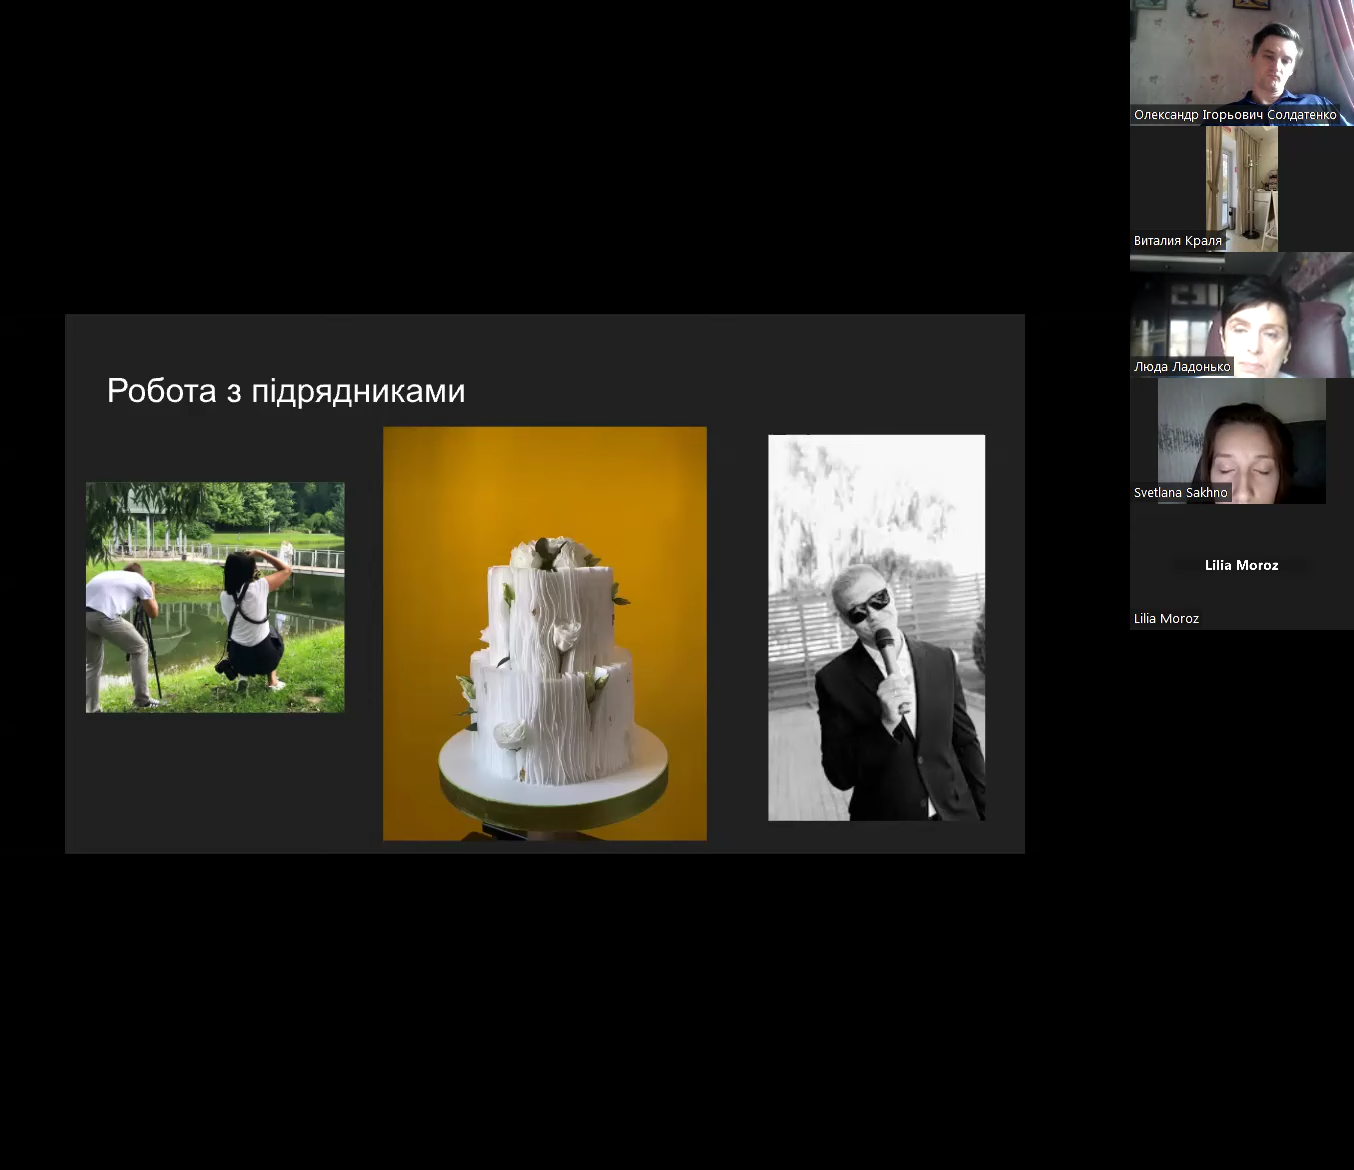 Робота з підрядниками
Олександр Ігорьович Солдатенко
Виталия Краля
Люда Ладонько
Svetlana Sakhno
Lilia Moroz
Lilia Moroz